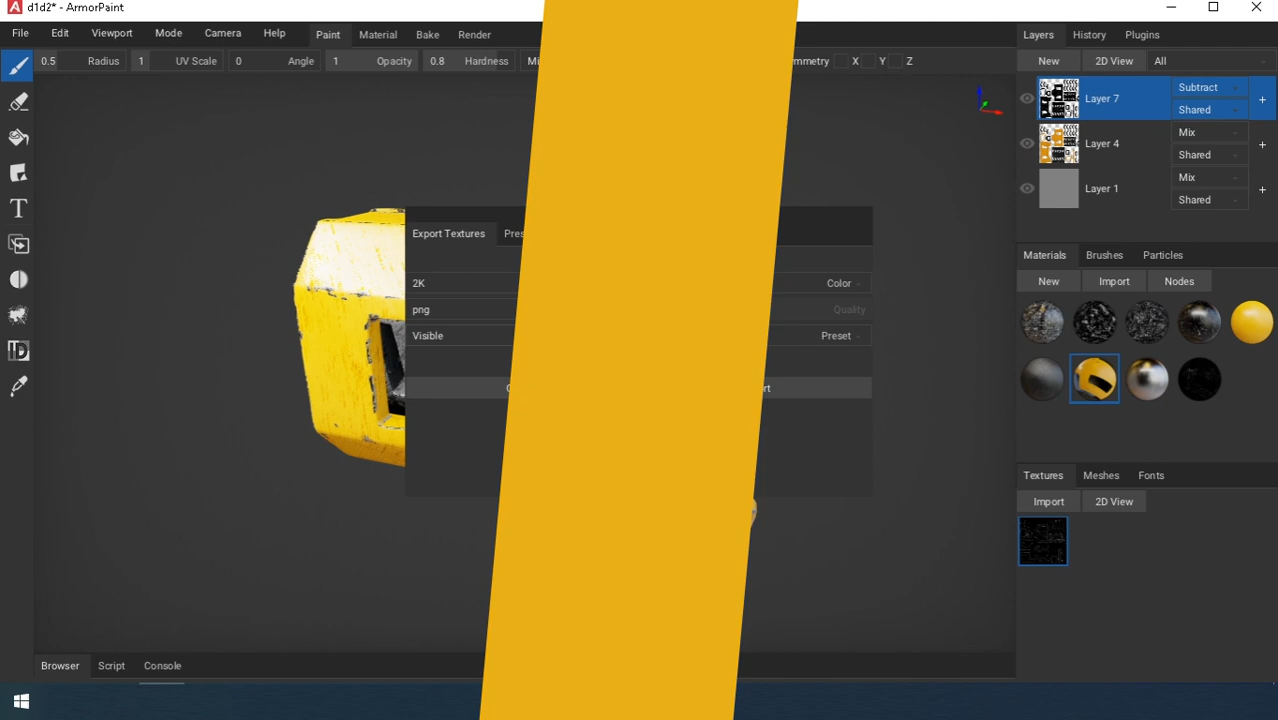 d1d2* - ArmorPaint
File Edit Viewport Mode Camera Help Paint Material Bake Render
Layers History Plugins
0.5 Radius 1 UV Scale 0 Angle 1 Opacity 0.8 Hardness X Y Z
New 2D View All
Layer 7 Subtract
Shared
Layer 4 Mix
Shared
Layer 1 Mix
Shared
Export Textures
2K Color
png Quality
Visible Preset
Materials Brushes Particles
New Import Nodes
Textures Meshes Fonts
Import 2D View
Browser Script Console